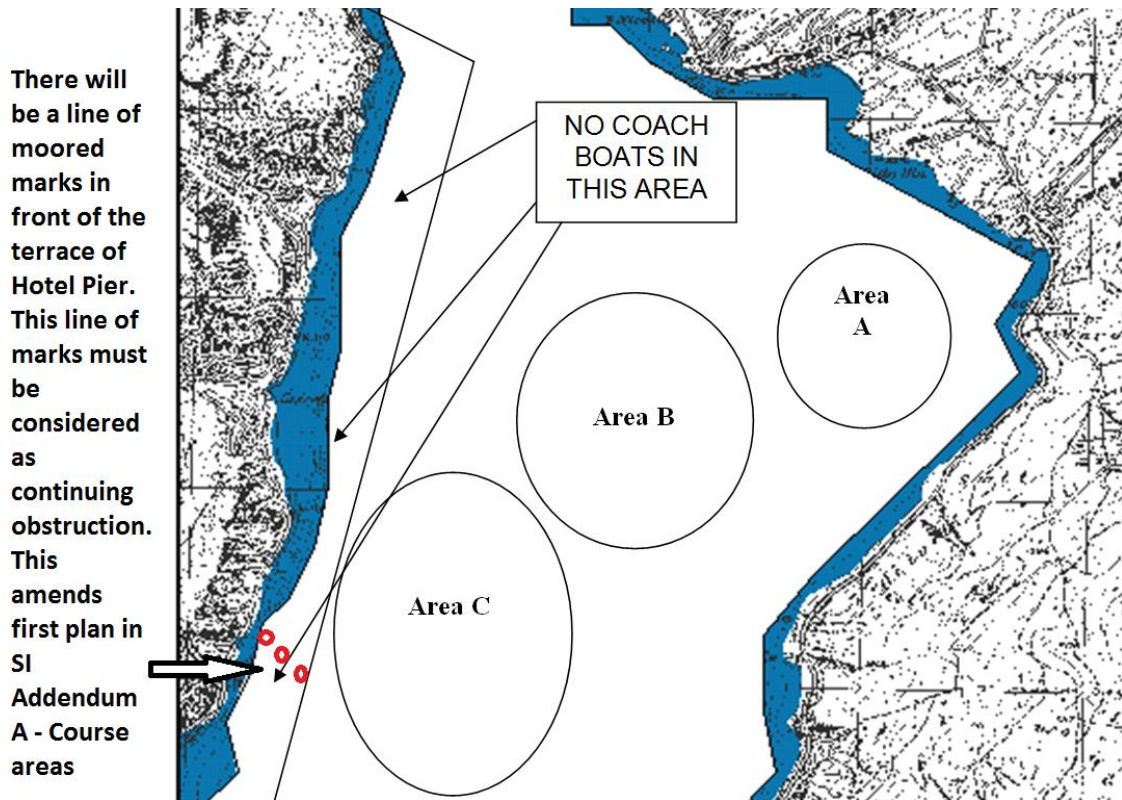 There will
be a line of
moored
marks in
front of the
terrace of
Hotel Pier.
This line of
marks must
be
considered
as
continuing
obstruction.
This
amends
first plan in
SI
Addendum
A - Course
areas
NO COACH
BOATS IN
THIS AREA
Area
A
Area B
Area C